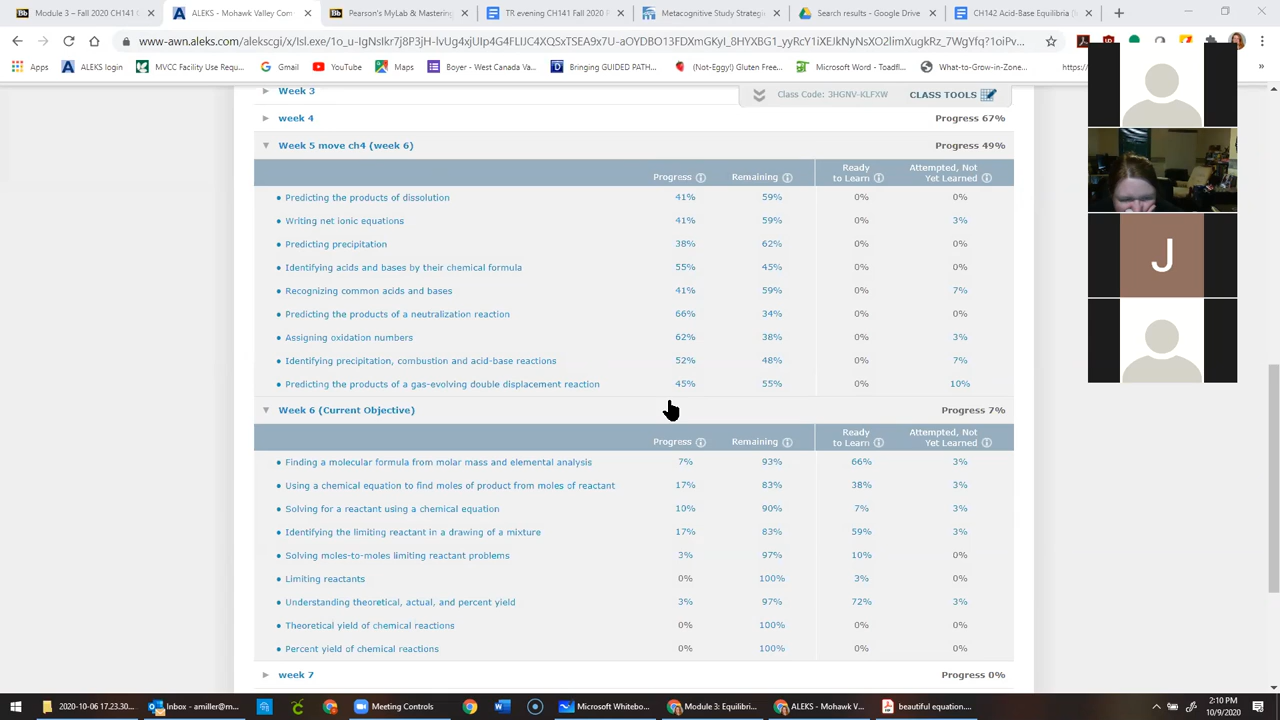 Module 3 – Fall 2020 CH141 C
ALEKS - Mohawk Valley Com
Pearson's MyLab & Mastering
TR evening CH141 Fall 2020
Metacognitive Study Strategi
Search results - Google Drive
CH142 Acid-Base Equilibria
Apps
ALEKS login
MVCC Facility Use Requ...
Gmail
YouTube
Maps
Boyer - West Canada Va...
Bringing GUIDED PATH...
(Not-Eggy!) Gluten Free...
Microsoft Word - Toadfl...
What-to-Grow-in-Zone...
Week 3
Class Code: 3HGNV-KLFXW
CLASS TOOLS
week 4 Progress 67%
Week 5 move ch4 (week 6) Progress 49%
Progress Remaining Ready to Learn Attempted, Not Yet Learned
Predicting the products of dissolution 41% 59% 0% 0%
Writing net ionic equations 41% 59% 0% 3%
Predicting precipitation 38% 62% 0% 0%
Identifying acids and bases by their chemical formula 55% 45% 0% 0%
Recognizing common acids and bases 41% 59% 0% 7%
Predicting the products of a neutralization reaction 66% 34% 0% 0%
Assigning oxidation numbers 62% 38% 0% 3%
Identifying precipitation, combustion and acid-base reactions 52% 48% 0% 7%
Predicting the products of a gas-evolving double displacement reaction 45% 55% 0% 10%
Week 6 (Current Objective) Progress 7%
Progress Remaining Ready to Learn Attempted, Not Yet Learned
Finding a molecular formula from molar mass and elemental analysis 7% 93% 66% 3%
Using a chemical equation to find moles of product from moles of reactant 17% 83% 38% 3%
Solving for a reactant using a chemical equation 10% 90% 7% 3%
Identifying the limiting reactant in a drawing of a mixture 17% 83% 59% 3%
Solving moles-to-moles limiting reactant problems 3% 97% 10% 0%
Limiting reactants 0% 100% 3% 0%
Understanding theoretical, actual, and percent yield 3% 97% 72% 3%
Theoretical yield of chemical reactions 0% 100% 0% 0%
Percent yield of chemical reactions 0% 100% 0% 0%
week 7 Progress 0%
J
2020-10-06 17.23.30...
Inbox - amiller@m...
Meeting Controls
Microsoft Whitebo...
Module 3: Equilibri...
ALEKS - Mohawk V...
beautiful equation....
2:10 PM
10/9/2020